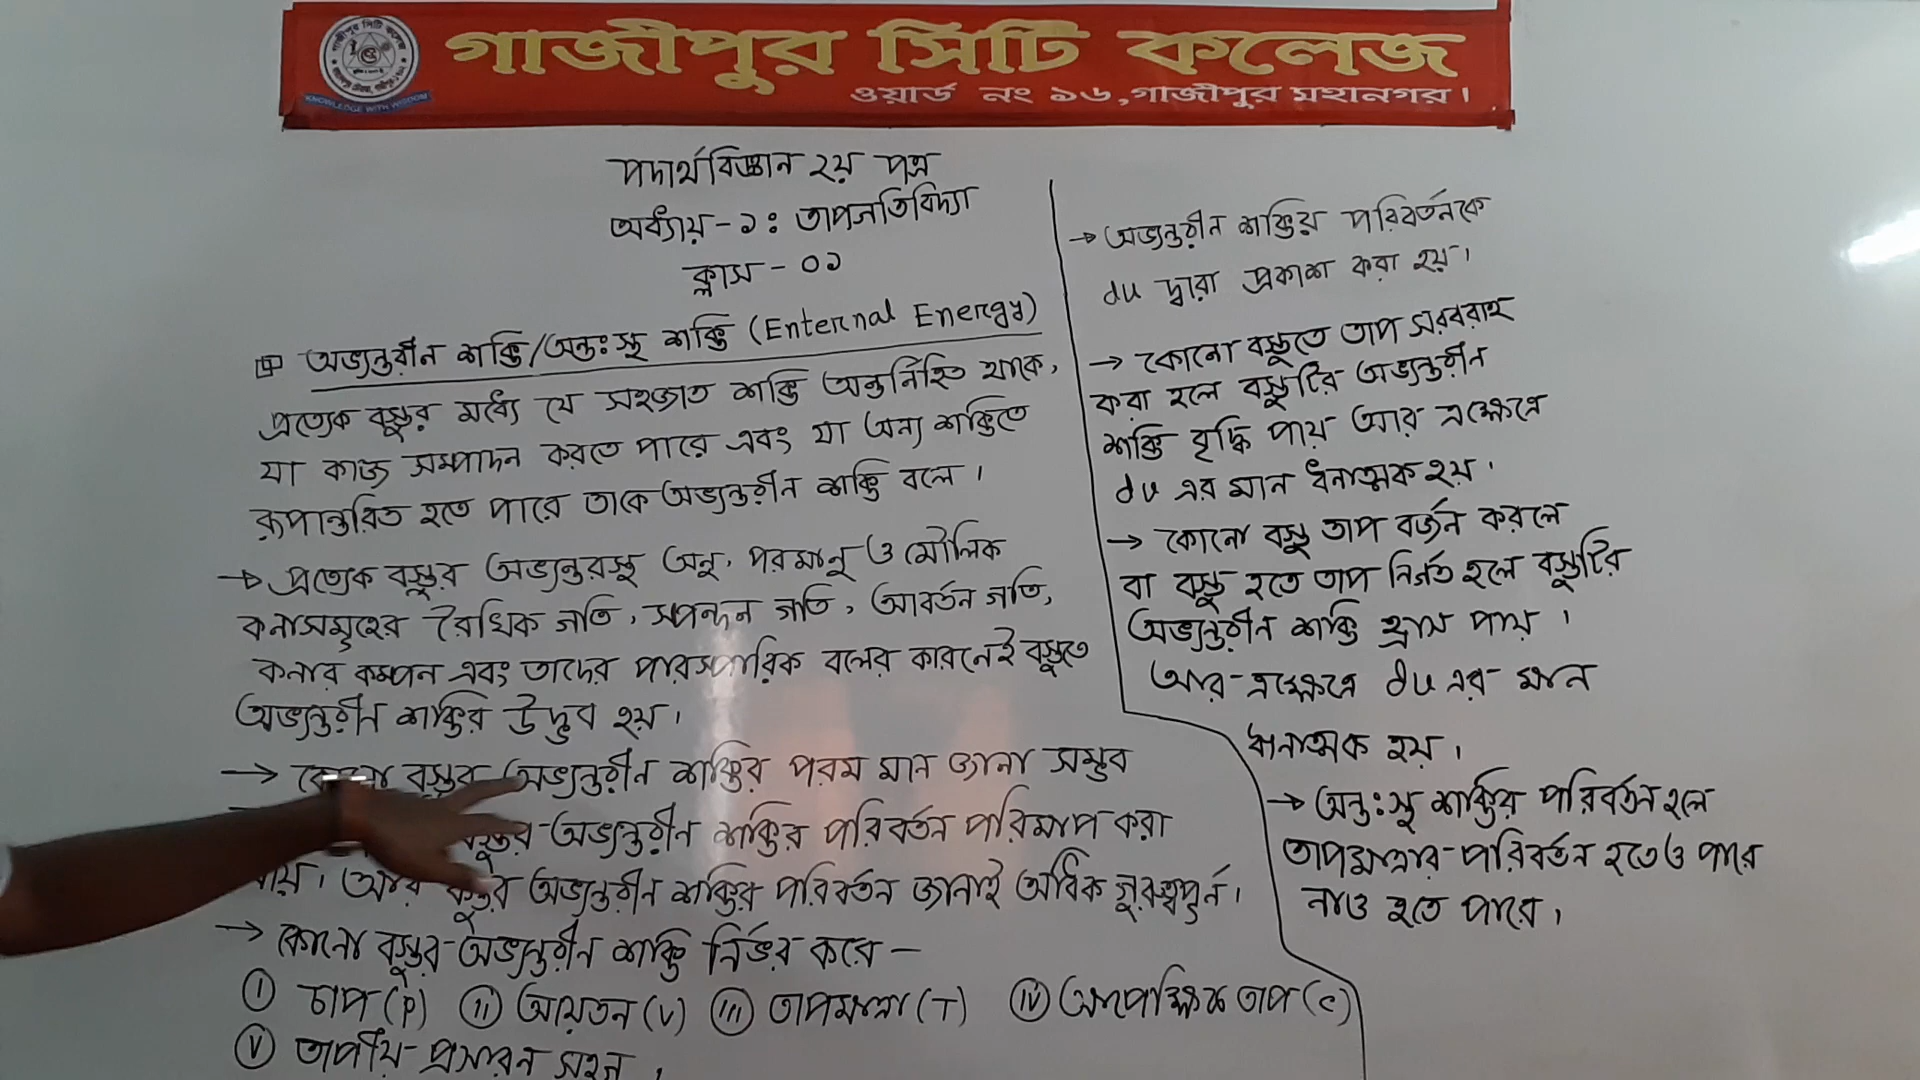 গাজীপুর সিটি কলেজ
ওয়ার্ড নং ১৬,গাজীপুর মহানগর।
গাজীপুর সিটি কলেজ
KNOWLEDGE WITH WISDOM
পদার্থবিজ্ঞান ২য় পত্র
অধ্যায়-১ঃ তাপগতিবিদ্যা
ক্লাস - ০১
অভ্যন্তরীন শক্তি/অন্তঃস্থ শক্তি (Enternal Energy)
প্রত্যেক বস্তুর মধ্যে যে সহজাত শক্তি অন্তর্নিহিত থাকে,
যা কাজ সম্পাদন করতে পারে এবং যা অন্য শক্তিতে
রূপান্তরিত হতে পারে তাকে অভ্যন্তরীন শক্তি বলে।
→ প্রত্যেক বস্তুর অভ্যন্তরস্থ অনু, পরমানু ও মৌলিক
কনাসমূহের রৈখিক গতি, স্পন্দন গতি, আবর্তন গতি,
কনার কম্পন এবং তাদের পারস্পারিক বলের কারনেই বস্তুতে
অভ্যন্তরীন শক্তির উদ্ভব হয়।
→ কোনো বস্তুর অভ্যন্তরীন শক্তির পরম মান জানা সম্ভব
বস্তুর অভ্যন্তরীন শক্তির পরিবর্তন পরিমাপ করা
যায়। আর বস্তুর অভ্যন্তরীন শক্তির পরিবর্তন জানাই অধিক গুরুত্বপূর্ন।
→ কোনো বস্তুর অভ্যন্তরীন শক্তি নির্ভর করে —
(i) চাপ (P) (ii) আয়তন (V) (iii) তাপমাত্রা (T) (iv) আপেক্ষিক তাপ (c)
(v) তাপীয় প্রসারন সহগ।
→ অভ্যন্তরীন শক্তির পরিবর্তনকে
du দ্বারা প্রকাশ করা হয়।
→ কোনো বস্তুতে তাপ সরবরাহ
করা হলে বস্তুটির অভ্যন্তরীন
শক্তি বৃদ্ধি পায় আর এক্ষেত্রে
du এর মান ধনাত্মক হয়।
→ কোনো বস্তু তাপ বর্জন করলে
বা বস্তু হতে তাপ নির্গত হলে বস্তুটির
অভ্যন্তরীন শক্তি হ্রাস পায়।
আর এক্ষেত্রে du এর মান
ঋনাত্মক হয়।
→ অন্তঃস্থ শক্তির পরিবর্তন হলে
তাপমাত্রার পরিবর্তন হতেও পারে
নাও হতে পারে।